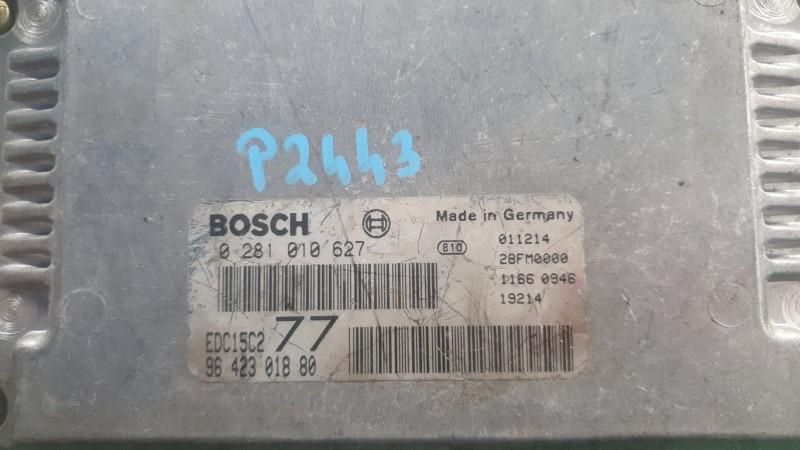 P2443
BOSCH
Made in Germany
0 281 010 627
810
011214
28FM0000
1166 0946
19214
EDC15C2 77
96 423 018 80